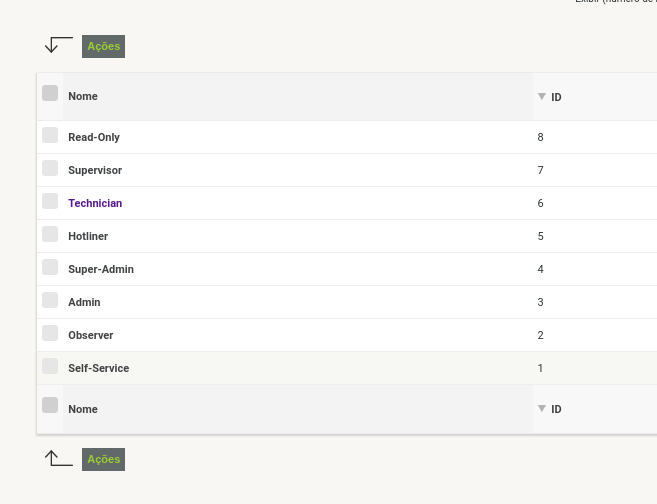 Exibir (número de
Ações
Nome ID
Read-Only 8
Supervisor 7
Technician 6
Hotliner 5
Super-Admin 4
Admin 3
Observer 2
Self-Service 1
Nome ID
Ações